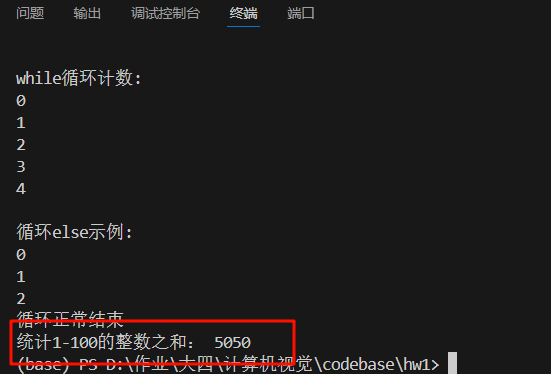 问题 输出 调试控制台 终端 端口
while循环计数:
0
1
2
3
4
循环else示例:
0
1
2
循环正常结束
统计1-100的整数之和： 5050
(base) PS D:\作业\大四\计算机视觉\codebase\hw1>